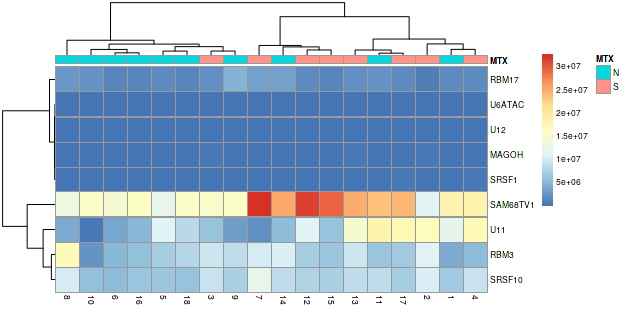 MTX
RBM17
U6ATAC
U12
MAGOH
SRSF1
SAM68TV1
U11
RBM3
SRSF10
8 10 6 16 5 18 3 9 7 14 12 15 13 11 17 2 1 4
3e+07
2.5e+07
2e+07
1.5e+07
1e+07
5e+06
MTX
N
S